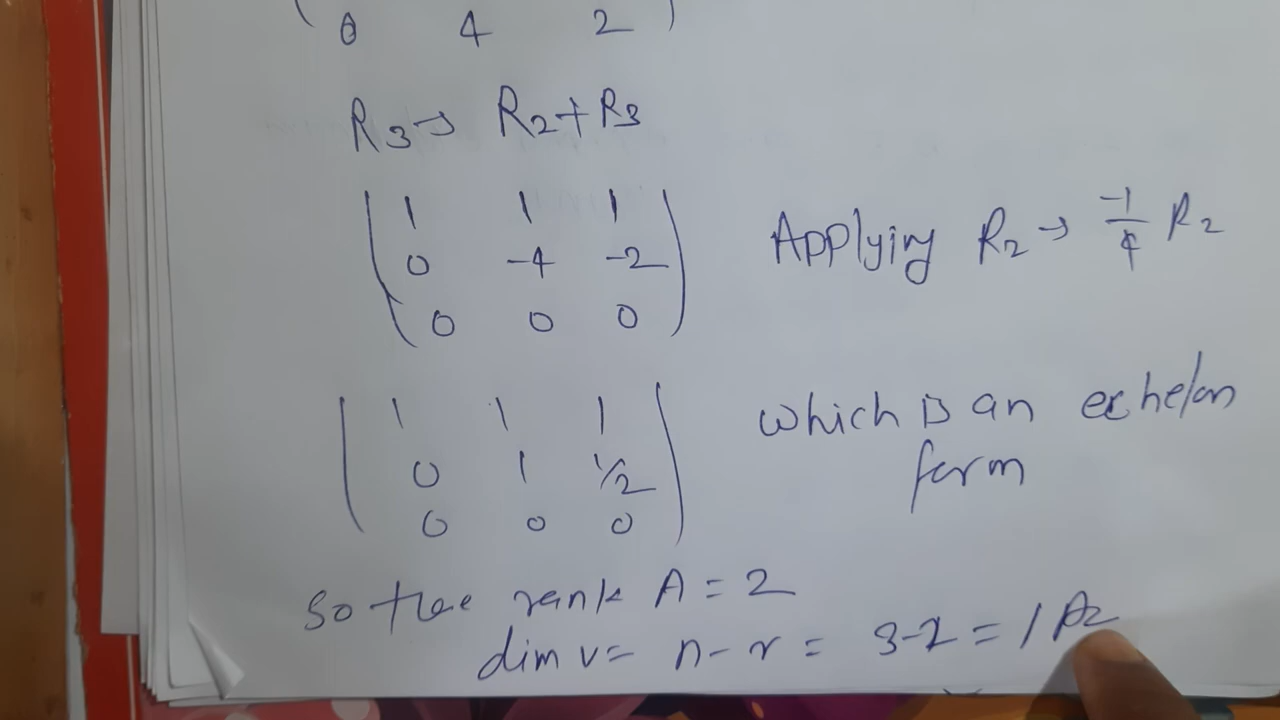 0 4 2
R3→ R2+R3
1 1 1
0 -4 -2
0 0 0
Applying R2→ -1/4 R2
1 1 1
0 1 1/2
0 0 0
which is an echelon
form
So the rank A = 2
dim v = n-r = 3-2 = 1